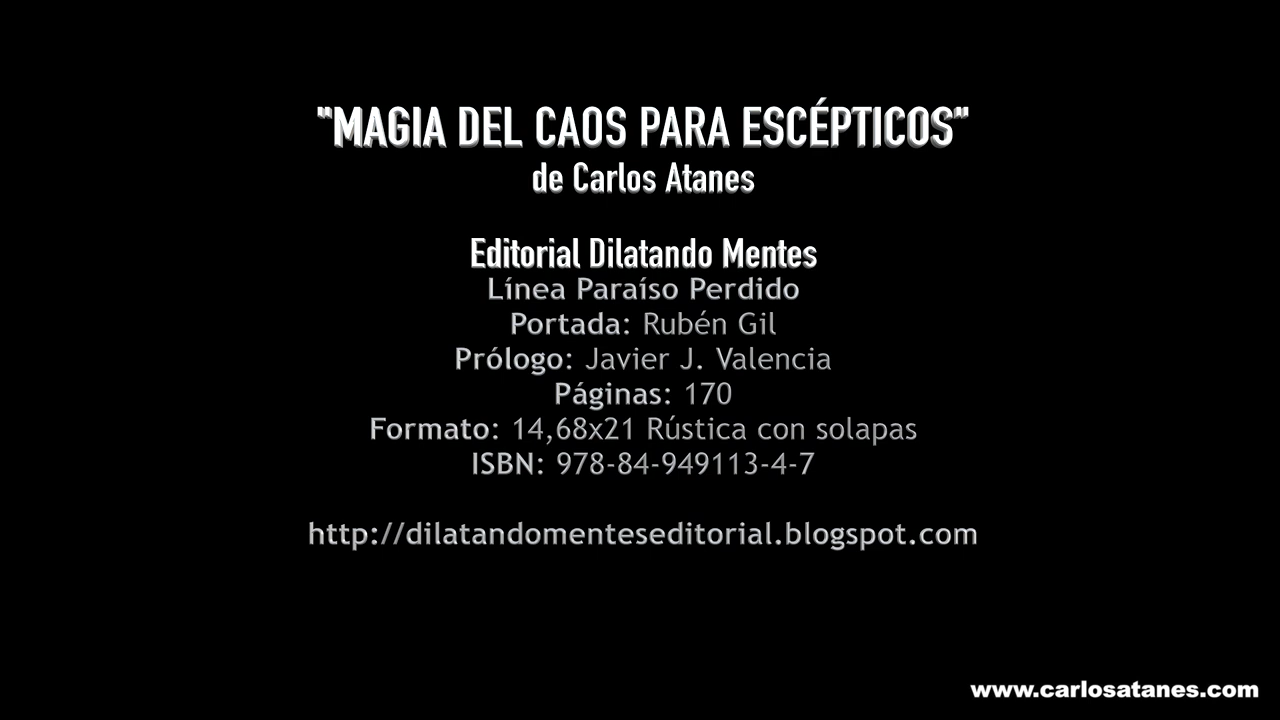 "MAGIA DEL CAOS PARA ESCÉPTICOS"
de Carlos Atanes
Editorial Dilatando Mentes
Línea Paraíso Perdido
Portada: Rubén Gil
Prólogo: Javier J. Valencia
Páginas: 170
Formato: 14,68x21 Rústica con solapas
ISBN: 978-84-949113-4-7
http://dilatandomenteseditorial.blogspot.com
www.carlosatanes.com